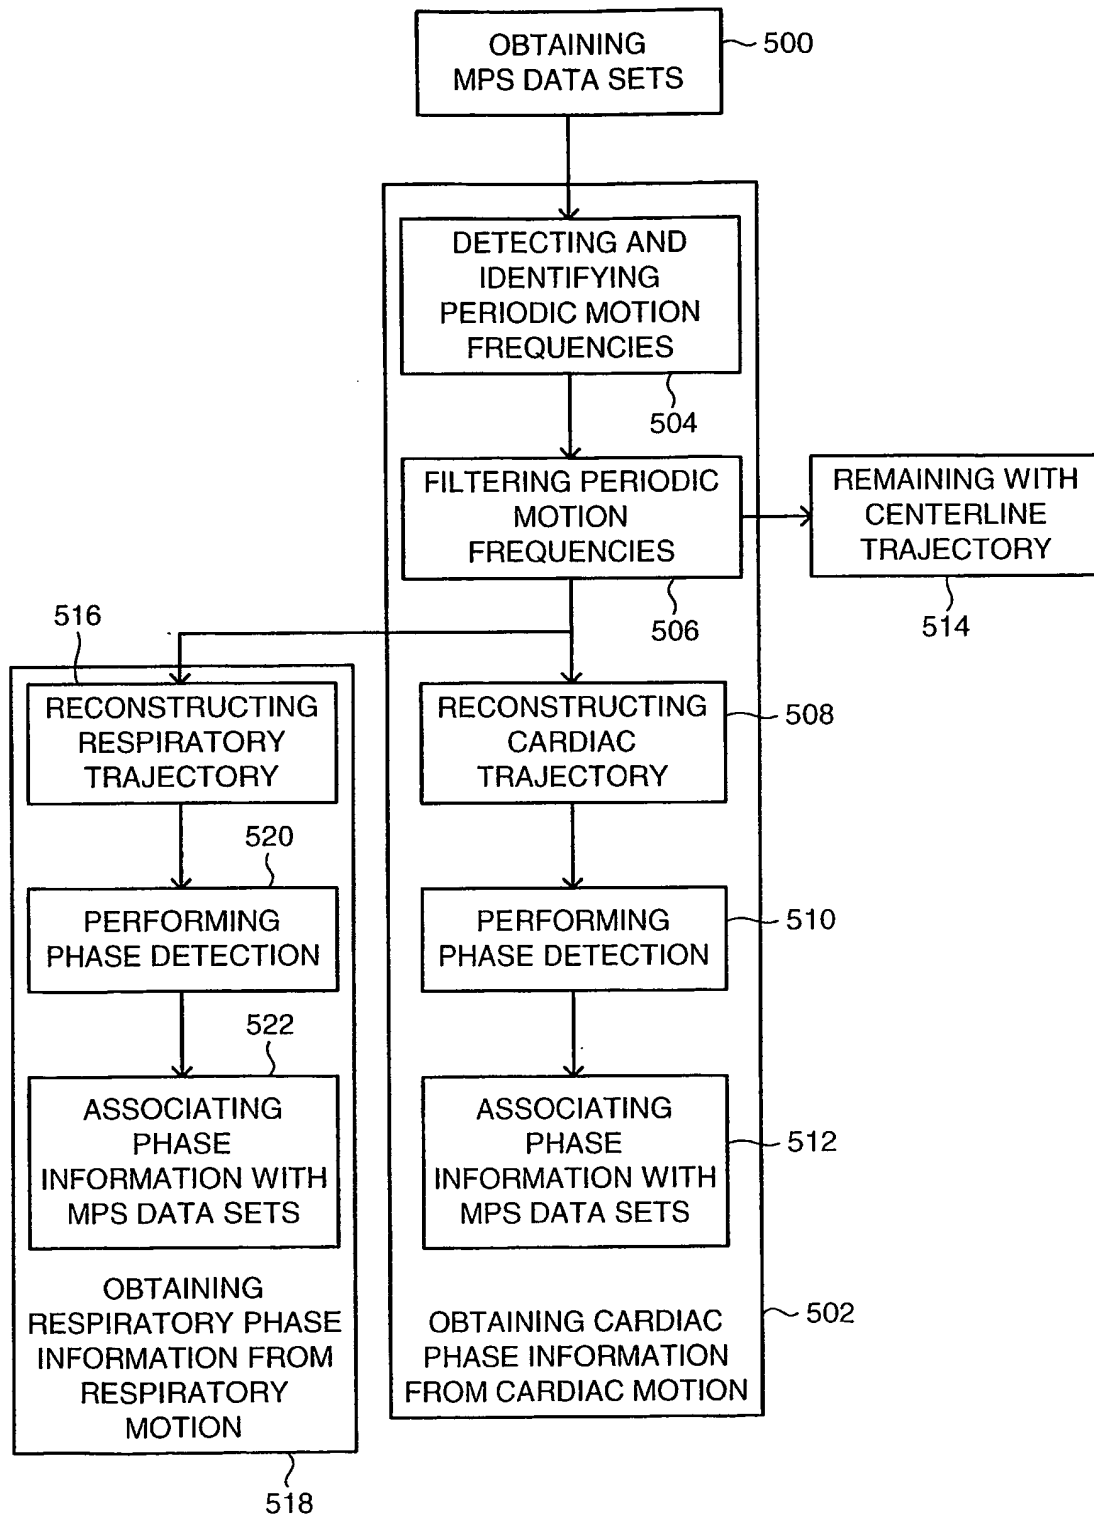 OBTAINING
MPS DATA SETS
500
DETECTING AND
IDENTIFYING
PERIODIC MOTION
FREQUENCIES
504
FILTERING PERIODIC
MOTION
FREQUENCIES
506
REMAINING WITH
CENTERLINE
TRAJECTORY
514
516
RECONSTRUCTING
RESPIRATORY
TRAJECTORY
RECONSTRUCTING
CARDIAC
TRAJECTORY
508
520
PERFORMING
PHASE DETECTION
PERFORMING
PHASE DETECTION
510
522
ASSOCIATING
PHASE
INFORMATION WITH
MPS DATA SETS
ASSOCIATING
PHASE
INFORMATION WITH
MPS DATA SETS
512
OBTAINING
RESPIRATORY PHASE
INFORMATION FROM
RESPIRATORY
MOTION
518
OBTAINING CARDIAC
PHASE INFORMATION
FROM CARDIAC MOTION
502